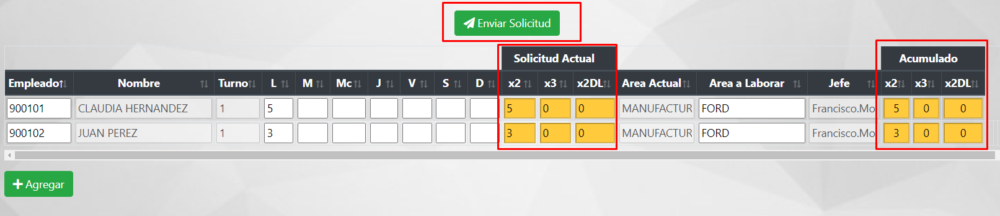 Enviar Solicitud
Solicitud Actual Acumulado
Empleado Nombre Turno L M Mc J V S D x2 x3 x2DL Area Actual Area a Laborar Jefe x2 x3 x2DL
900101 CLAUDIA HERNANDEZ 1 5 5 0 0 MANUFACTUR FORD Francisco.Mo 5 0 0
900102 JUAN PEREZ 1 3 3 0 0 MANUFACTUR FORD Francisco.Mo 3 0 0
Agregar